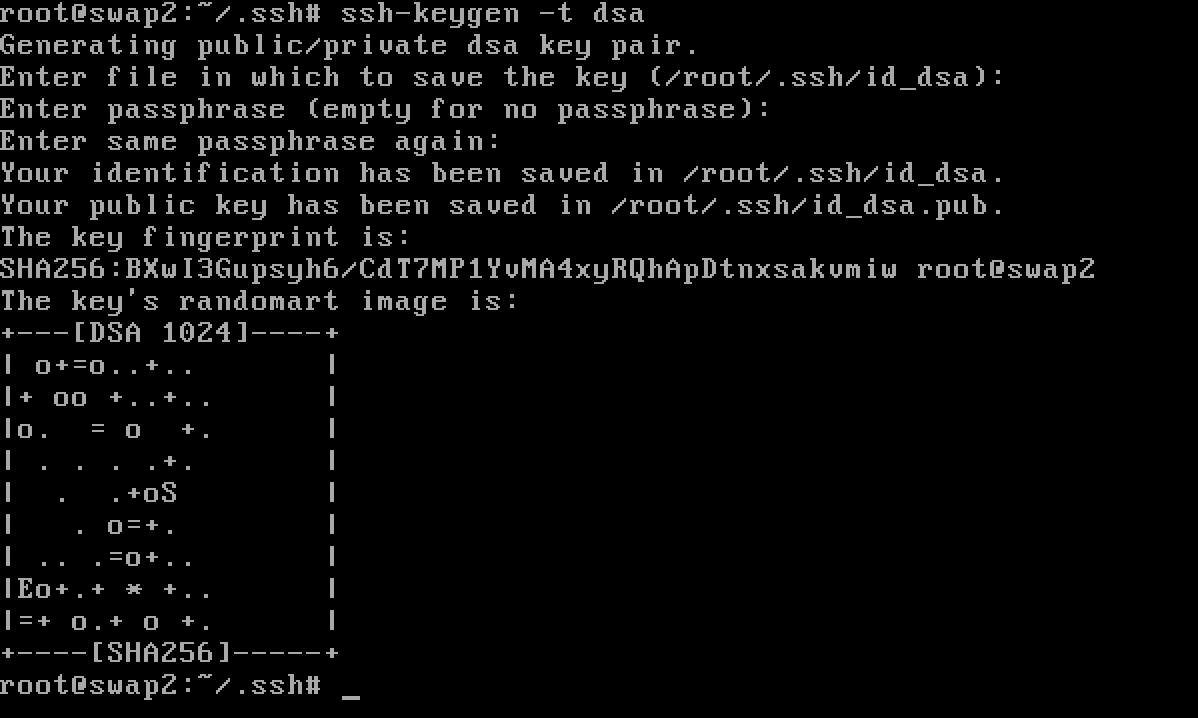 root@swap2:~/.ssh# ssh-keygen -t dsa
Generating public/private dsa key pair.
Enter file in which to save the key (/root/.ssh/id_dsa):
Enter passphrase (empty for no passphrase):
Enter same passphrase again:
Your identification has been saved in /root/.ssh/id_dsa.
Your public key has been saved in /root/.ssh/id_dsa.pub.
The key fingerprint is:
SHA256:BXwI3Gupsyh6/CdT7MP1YvMA4xyRQhApDtnxsakvmiw root@swap2
The key's randomart image is:
+---[DSA 1024]----+
| o+=o..+..       |
|+ oo +..+..      |
|o.  = o  +.      |
| . . . .+.       |
|  .  .+oS        |
|   . o=+.        |
| .. .=o+..       |
|Eo+.+ * +..      |
|=+ o.+ o +.      |
+----[SHA256]-----+
root@swap2:~/.ssh# _